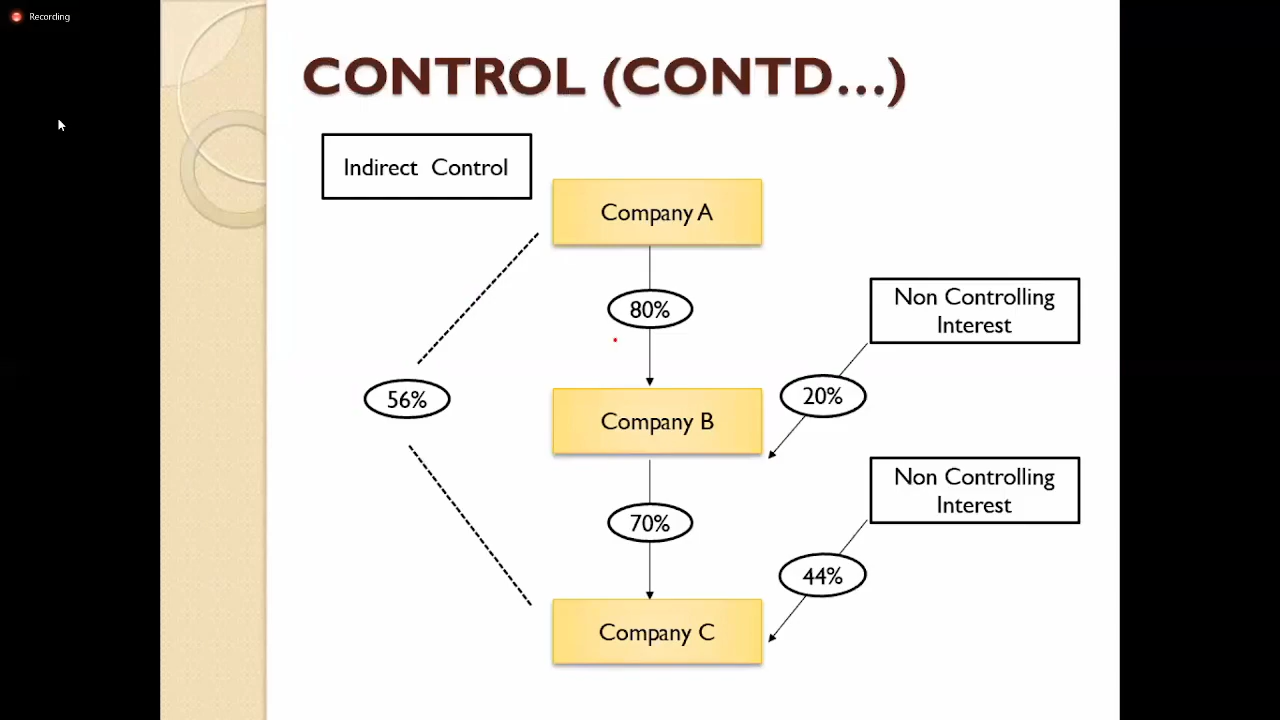 Recording
CONTROL (CONTD…)
Indirect Control
Company A
80%
Non Controlling
Interest
56%
20%
Company B
Non Controlling
Interest
70%
44%
Company C